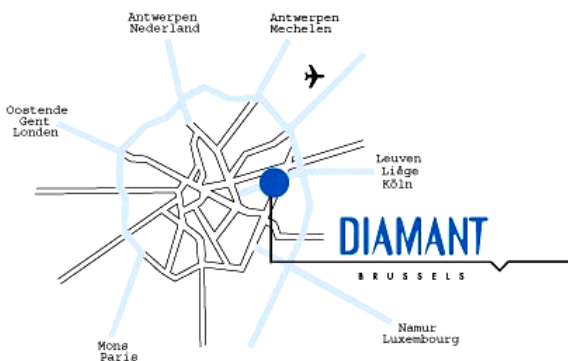 Antwerpen
Nederland
Antwerpen
Mechelen
Oostende
Gent
Londen
Leuven
Liège
Köln
DIAMANT
BRUSSELS
Namur
Luxembourg
Mons
Paris